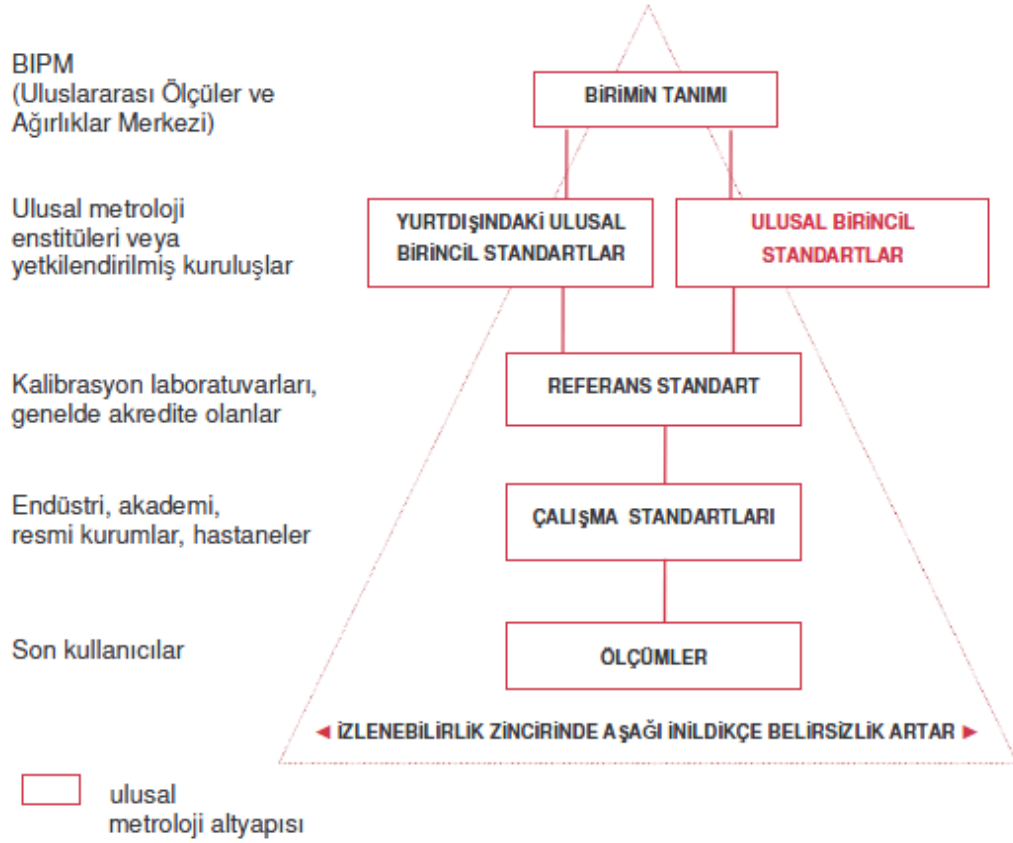 BIPM
(Uluslararası Ölçüler ve
Ağırlıklar Merkezi)
BİRİMİN TANIMI
Ulusal metroloji
enstitüleri veya
yetkilendirilmiş kuruluşlar
YURTDIŞINDAKİ ULUSAL
BİRİNCİL STANDARTLAR
ULUSAL BİRİNCİL
STANDARTLAR
Kalibrasyon laboratuvarları,
genelde akredite olanlar
REFERANS STANDART
Endüstri, akademi,
resmi kurumlar, hastaneler
ÇALIŞMA STANDARTLARI
Son kullanıcılar
ÖLÇÜMLER
◄ İZLENEBİLİRLİK ZİNCİRİNDE AŞAĞI İNİLDİKÇE BELİRSİZLİK ARTAR ►
ulusal
metroloji altyapısı